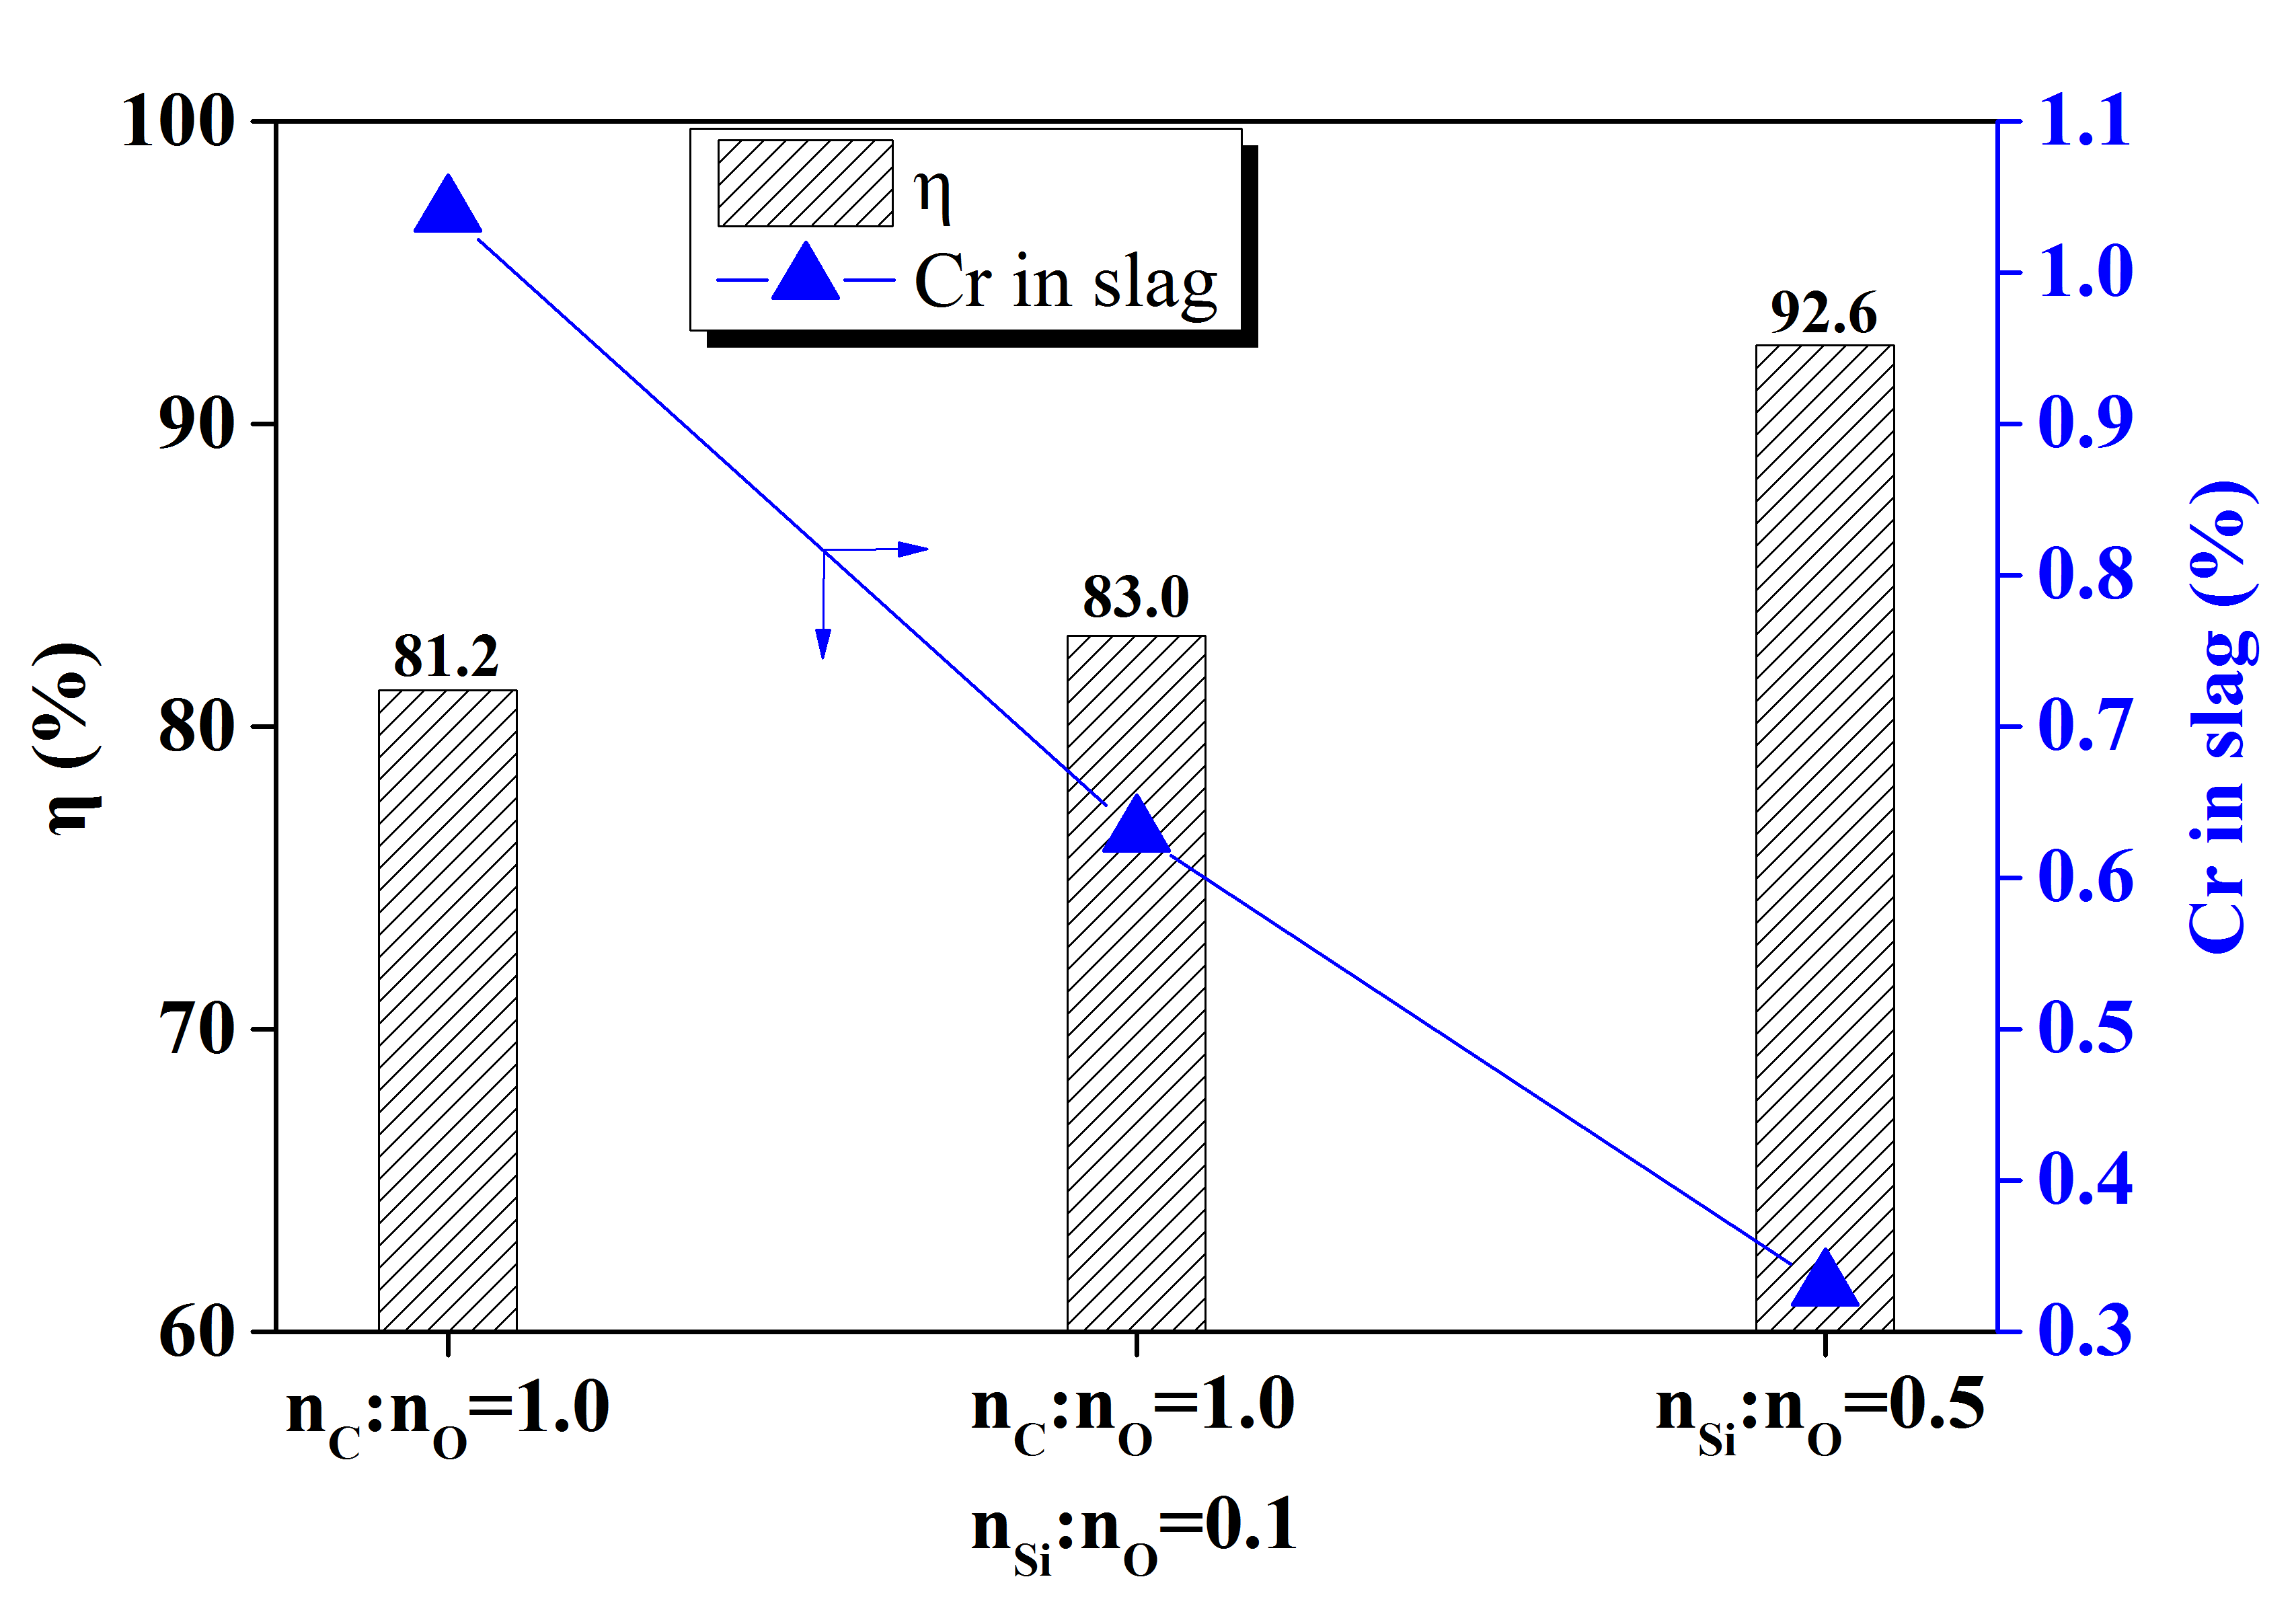 η
Cr in slag
η (%)
100
90
80
70
60
81.2
83.0
92.6
1.1
1.0
0.9
0.8
0.7
0.6
0.5
0.4
0.3
Cr in slag (%)
nC:nO=1.0
nC:nO=1.0
nSi:nO=0.1
nSi:nO=0.5